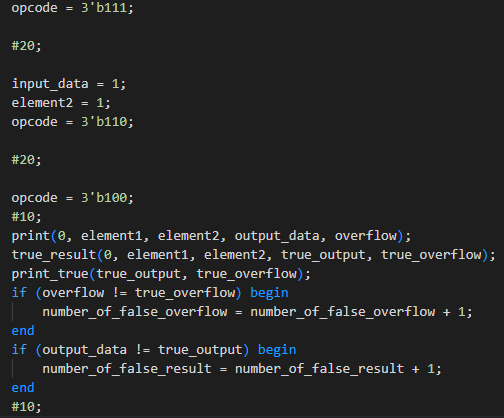 opcode = 3'b111;
#20;
input_data = 1;
element2 = 1;
opcode = 3'b110;
#20;
opcode = 3'b100;
#10;
print(0, element1, element2, output_data, overflow);
true_result(0, element1, element2, true_output, true_overflow);
print_true(true_output, true_overflow);
if (overflow != true_overflow) begin
number_of_false_overflow = number_of_false_overflow + 1;
end
if (output_data != true_output) begin
number_of_false_result = number_of_false_result + 1;
end
#10;